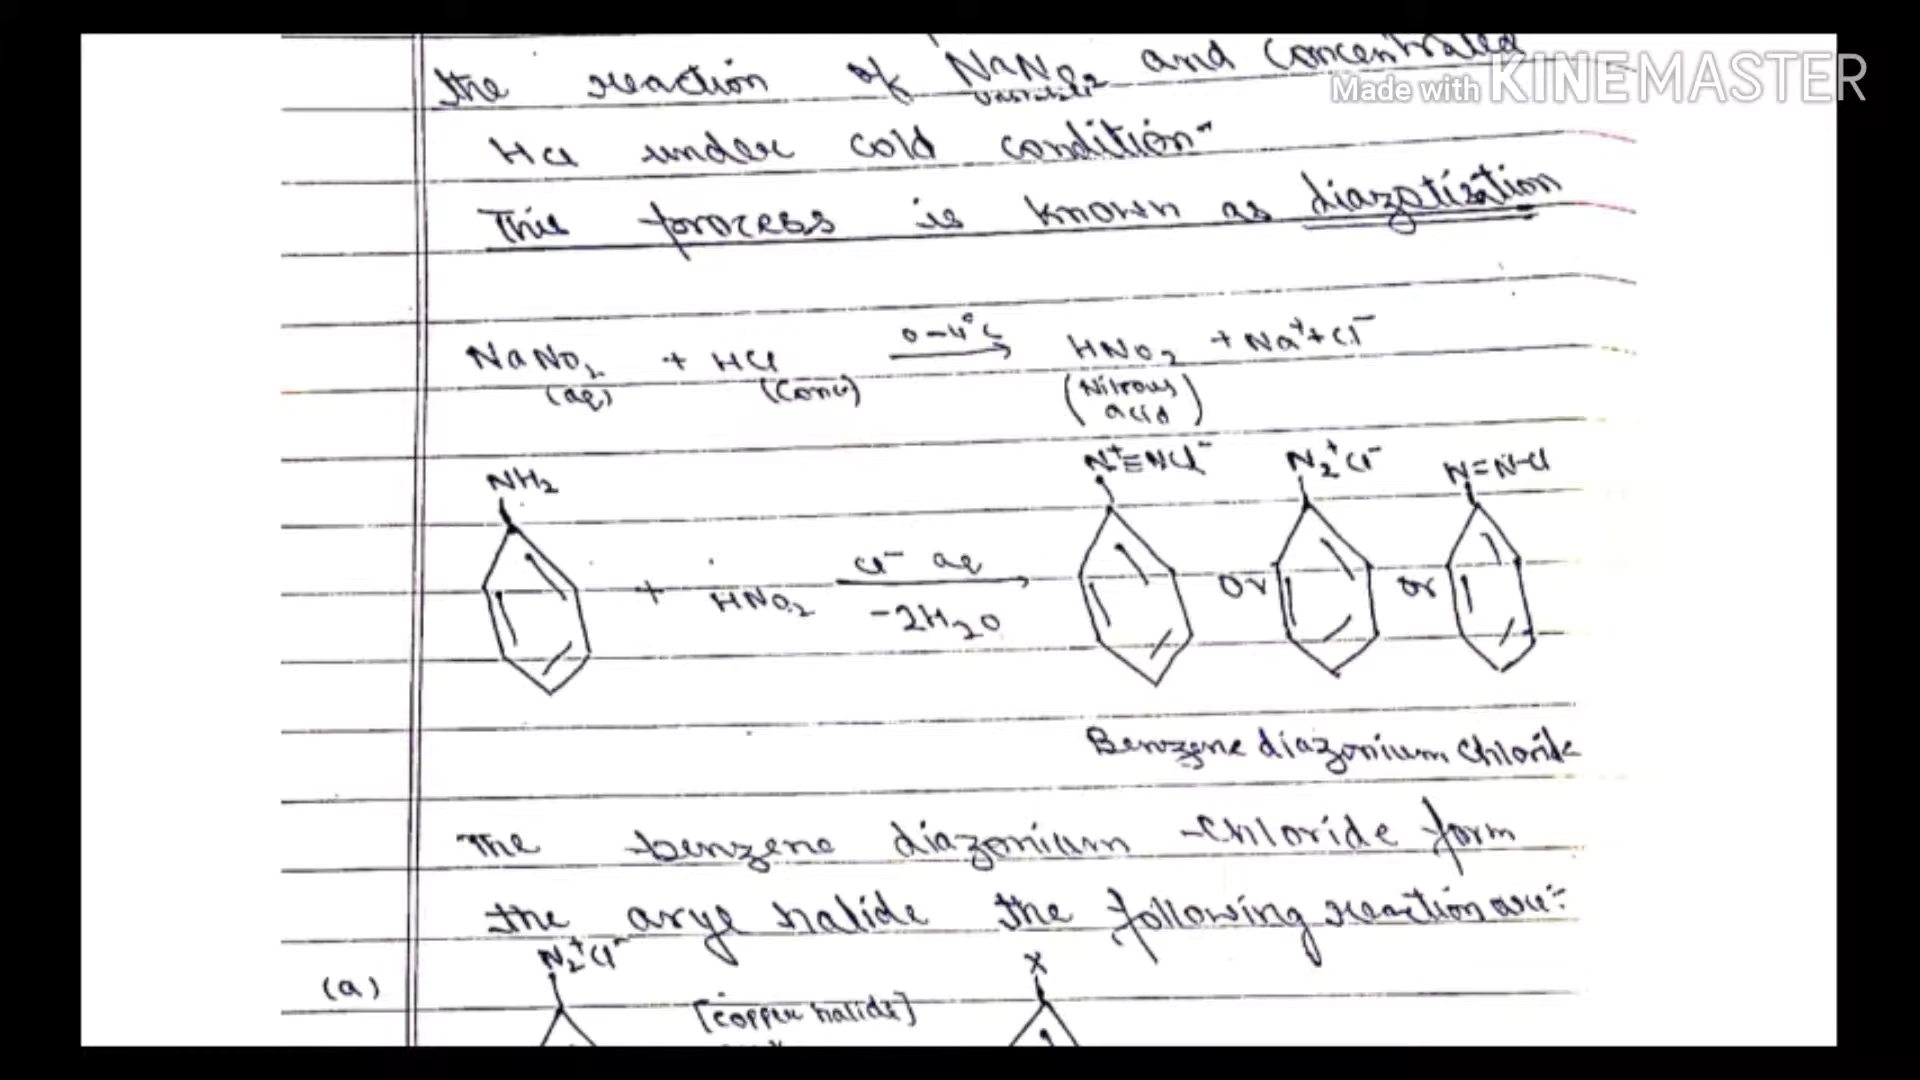 the reaction of NaNO2 and concentrated
Made with KINEMASTER
HCl under cold condition"
This process is known as diazotization
NaNO2 + HCl 0-4°C HNO2 + Na⁺ + Cl⁻
(aq) (Conc) (Nitrous acid)
NH2 N⁺≡NCl⁻ N2⁺Cl⁻ N=N-Cl
+ HNO2 Cl⁻ aq Or or
-2H2O
Benzene diazonium chloride
The benzene diazonium chloride form
the arye halide the following reaction are:-
(a) N2⁺Cl⁻ [copper halide] X